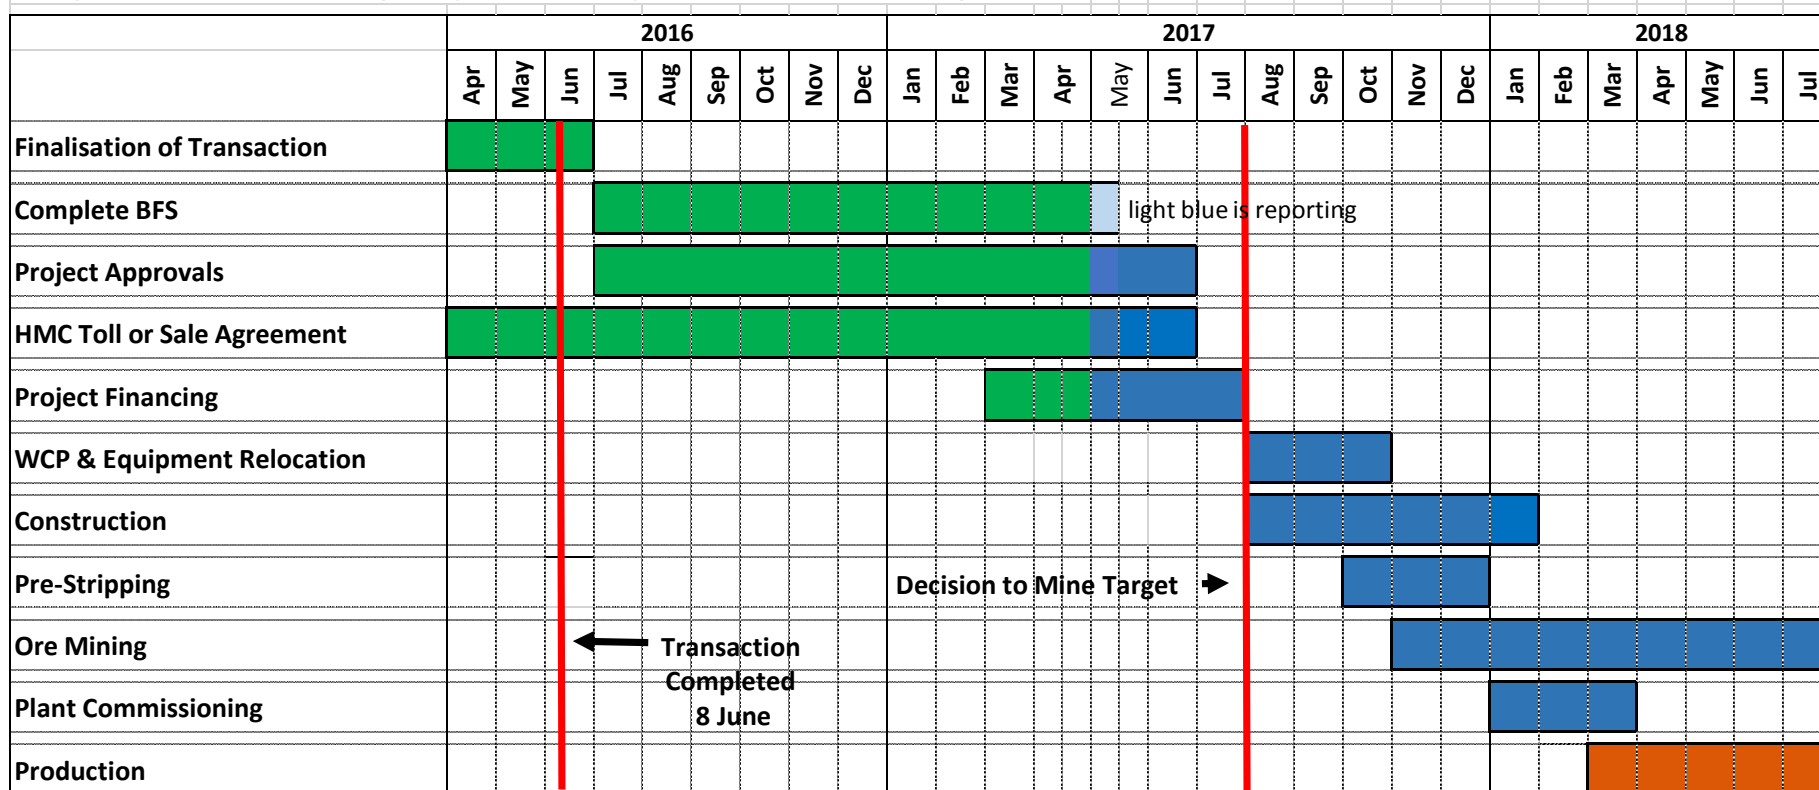 2016 2017 2018
Apr May Jun Jul Aug Sep Oct Nov Dec Jan Feb Mar Apr May Jun Jul Aug Sep Oct Nov Dec Jan Feb Mar Apr May Jun Jul
Finalisation of Transaction
Complete BFS light blue is reporting
Project Approvals
HMC Toll or Sale Agreement
Project Financing
WCP & Equipment Relocation
Construction
Pre-Stripping Decision to Mine Target
Ore Mining Transaction
Completed
Plant Commissioning 8 June
Production